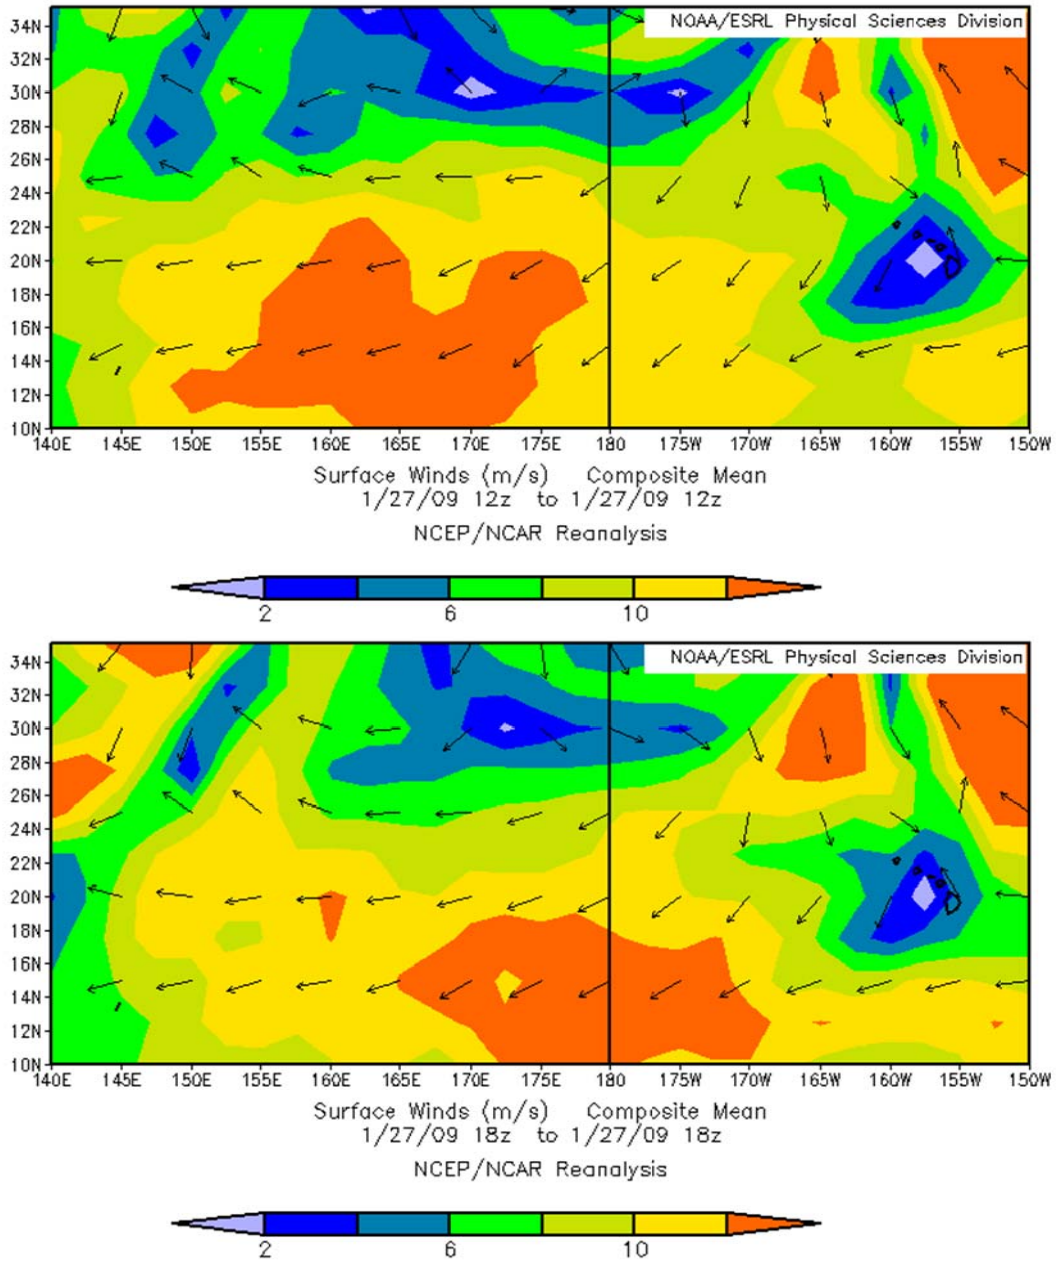 34N
NOAA/ESRL Physical Sciences Division
32N
30N
28N
26N
24N
22N
20N
18N
16N
14N
12N
10N
140E 145E 150E 155E 160E 165E 170E 175E 180 175W 170W 165W 160W 155W 150W
Surface Winds (m/s) Composite Mean
1/27/09 12z to 1/27/09 12z
NCEP/NCAR Reanalysis
2 6 10
NOAA/ESRL Physical Sciences Division
34N
32N
30N
28N
26N
24N
22N
20N
18N
16N
14N
12N
10N
140E 145E 150E 155E 160E 165E 170E 175E 180 175W 170W 165W 160W 155W 150W
Surface Winds (m/s) Composite Mean
1/27/09 18z to 1/27/09 18z
NCEP/NCAR Reanalysis
2 6 10